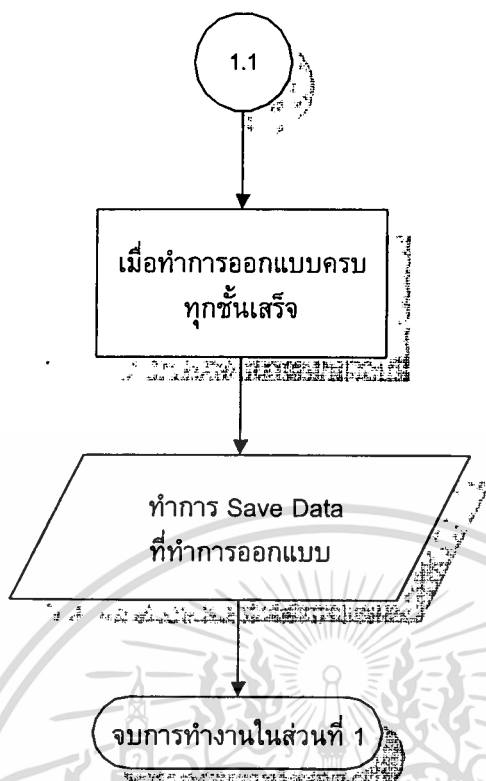 1.1
เมื่อทำการออกแบบครบ
ทุกชั้นเสร็จ
ทำการ Save Data
ที่ทำการออกแบบ
จบการทำงานในส่วนที่ 1